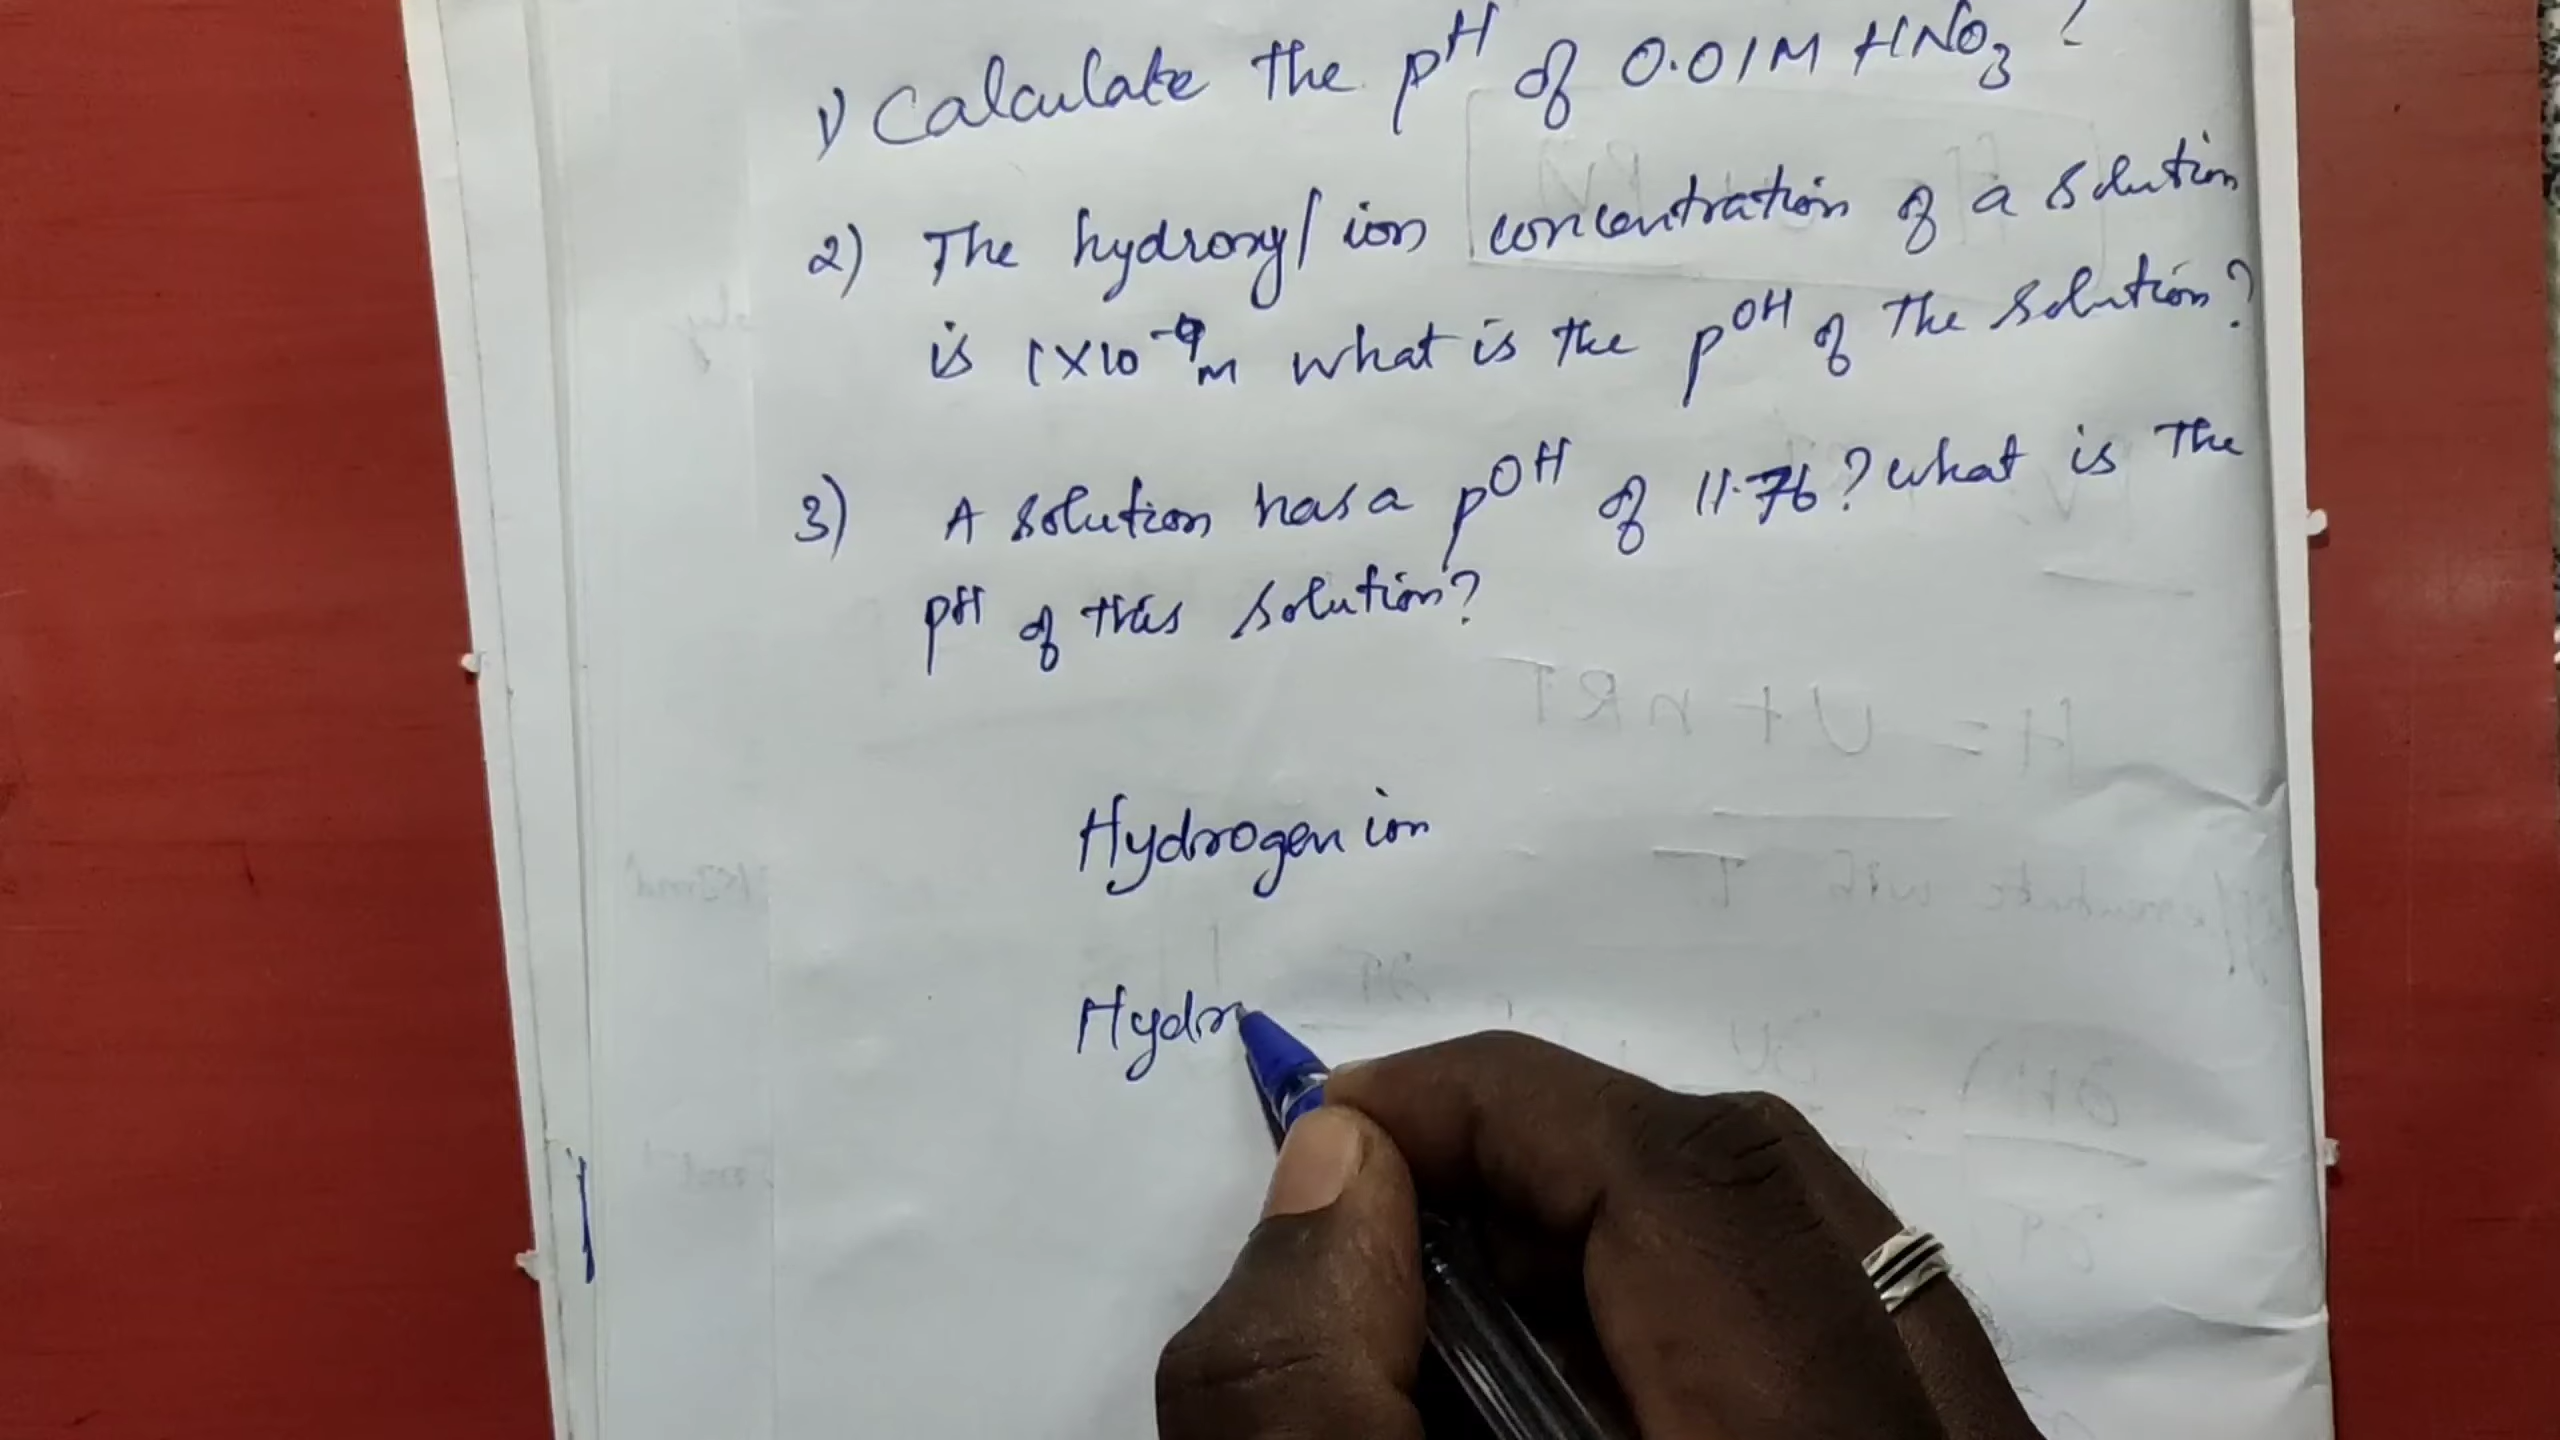 1) Calculate the pH of 0.01M HNO3?
2) The hydroxyl ion concentration of a solution
is 1X10-9M what is the pOH of the solution?
3) A solution has a pOH of 11.76? what is the
pH of this solution?
H = U + nRT
Hydrogen ion
Hydr